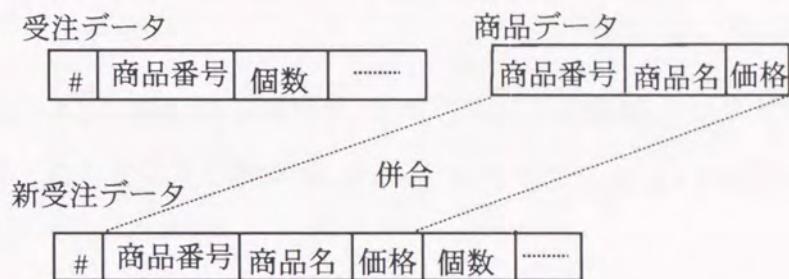 受注データ
# 商品番号 個数 ………
商品データ
商品番号 商品名 価格
併合
新受注データ
# 商品番号 商品名 価格 個数 ………